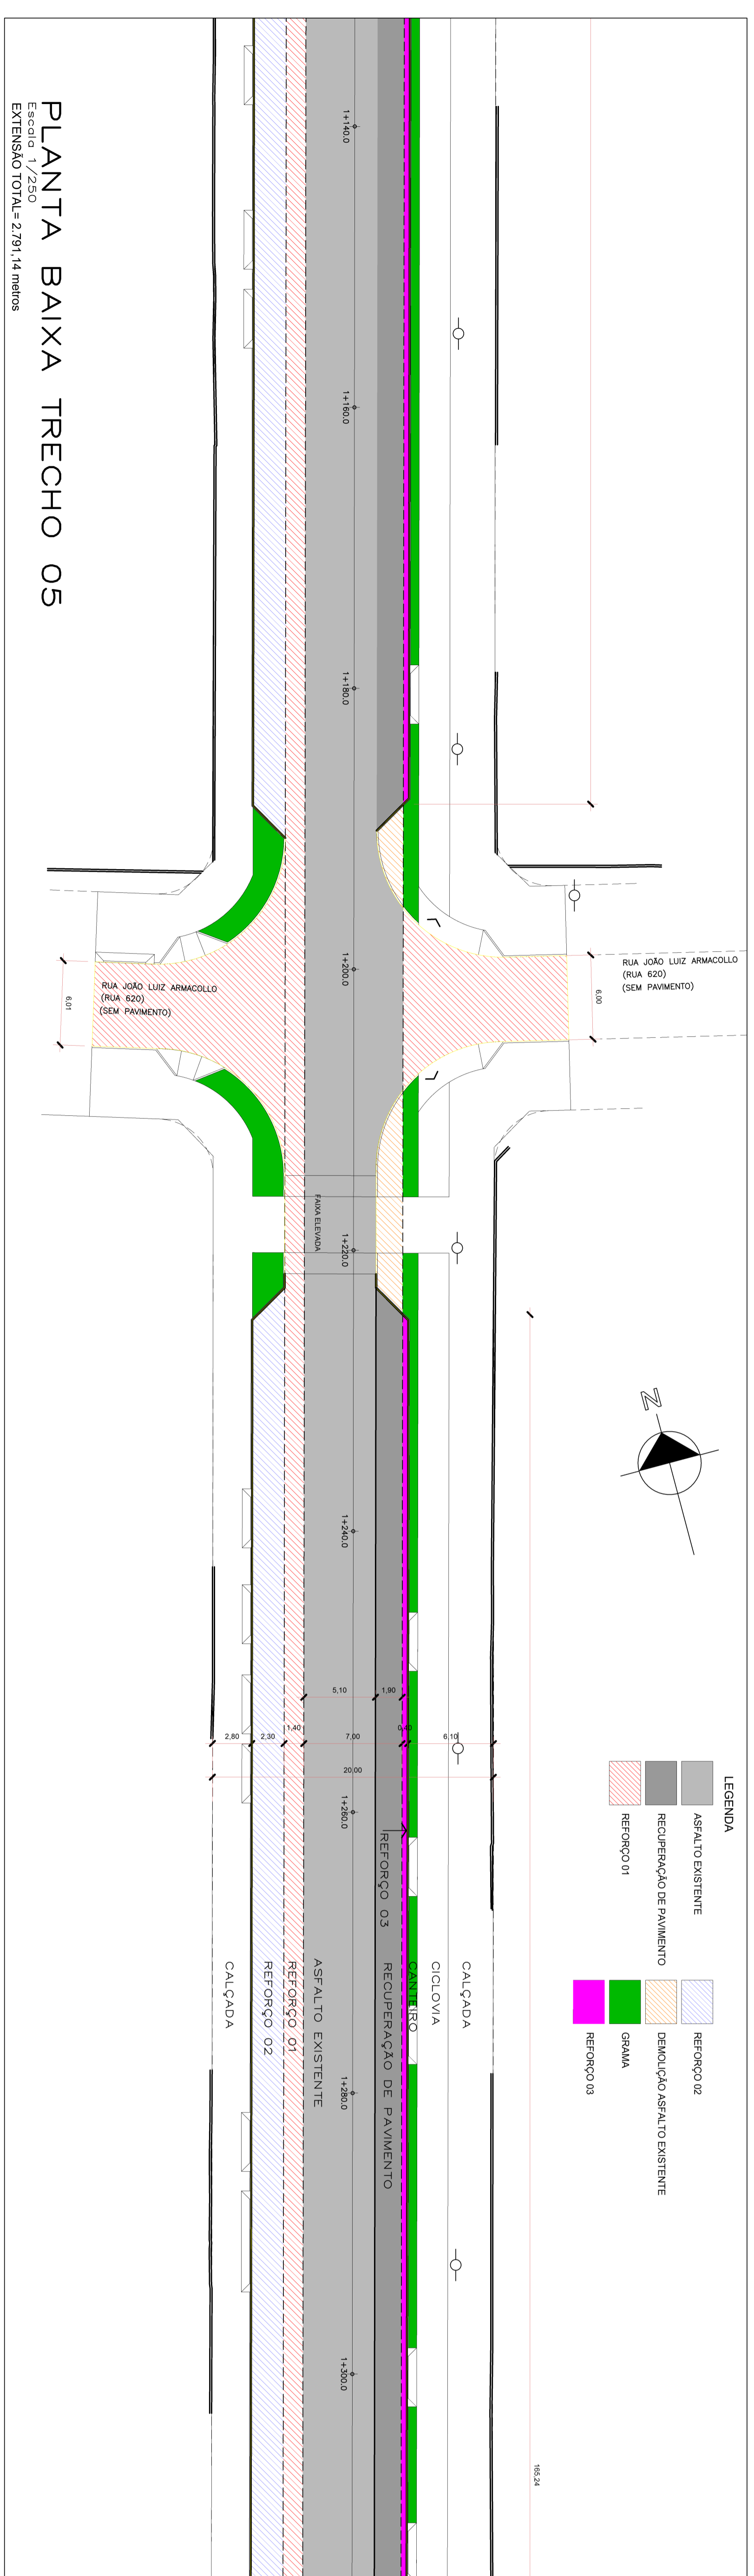 PLANTA BAIXA TRECHO 05
Escala 1/250
EXTENSÃO TOTAL= 2.791,14 metros
1+140.0
1+160.0
1+180.0
1+200.0
1+220.0
1+240.0
1+260.0
1+280.0
1+300.0
RUA JOÃO LUIZ ARMACOLLO
(RUA 620)
(SEM PAVIMENTO)
6,00
RUA JOÃO LUIZ ARMACOLLO
(RUA 620)
(SEM PAVIMENTO)
6,01
FAIXA ELEVADA
N
5,10
1,90
2,80
2,30
1,40
7,00
0,40
6,10
20,00
REFORÇO 03
CALÇADA
CICLOVIA
CANTEIRO
RECUPERAÇÃO DE PAVIMENTO
ASFALTO EXISTENTE
REFORÇO 01
REFORÇO 02
CALÇADA
165,24
LEGENDA
ASFALTO EXISTENTE
RECUPERAÇÃO DE PAVIMENTO
REFORÇO 01
REFORÇO 02
DEMOLIÇÃO ASFALTO EXISTENTE
GRAMA
REFORÇO 03